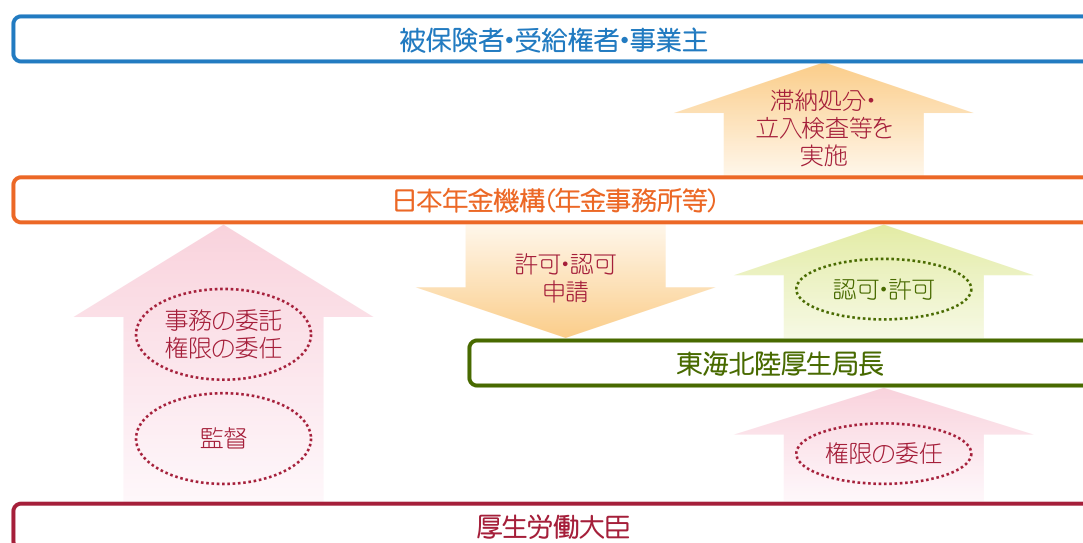 被保険者・受給権者・事業主
滞納処分・
立入検査等を
実施
日本年金機構(年金事務所等)
許可・認可
申請
認可・許可
事務の委託
権限の委任
東海北陸厚生局長
監督
権限の委任
厚生労働大臣